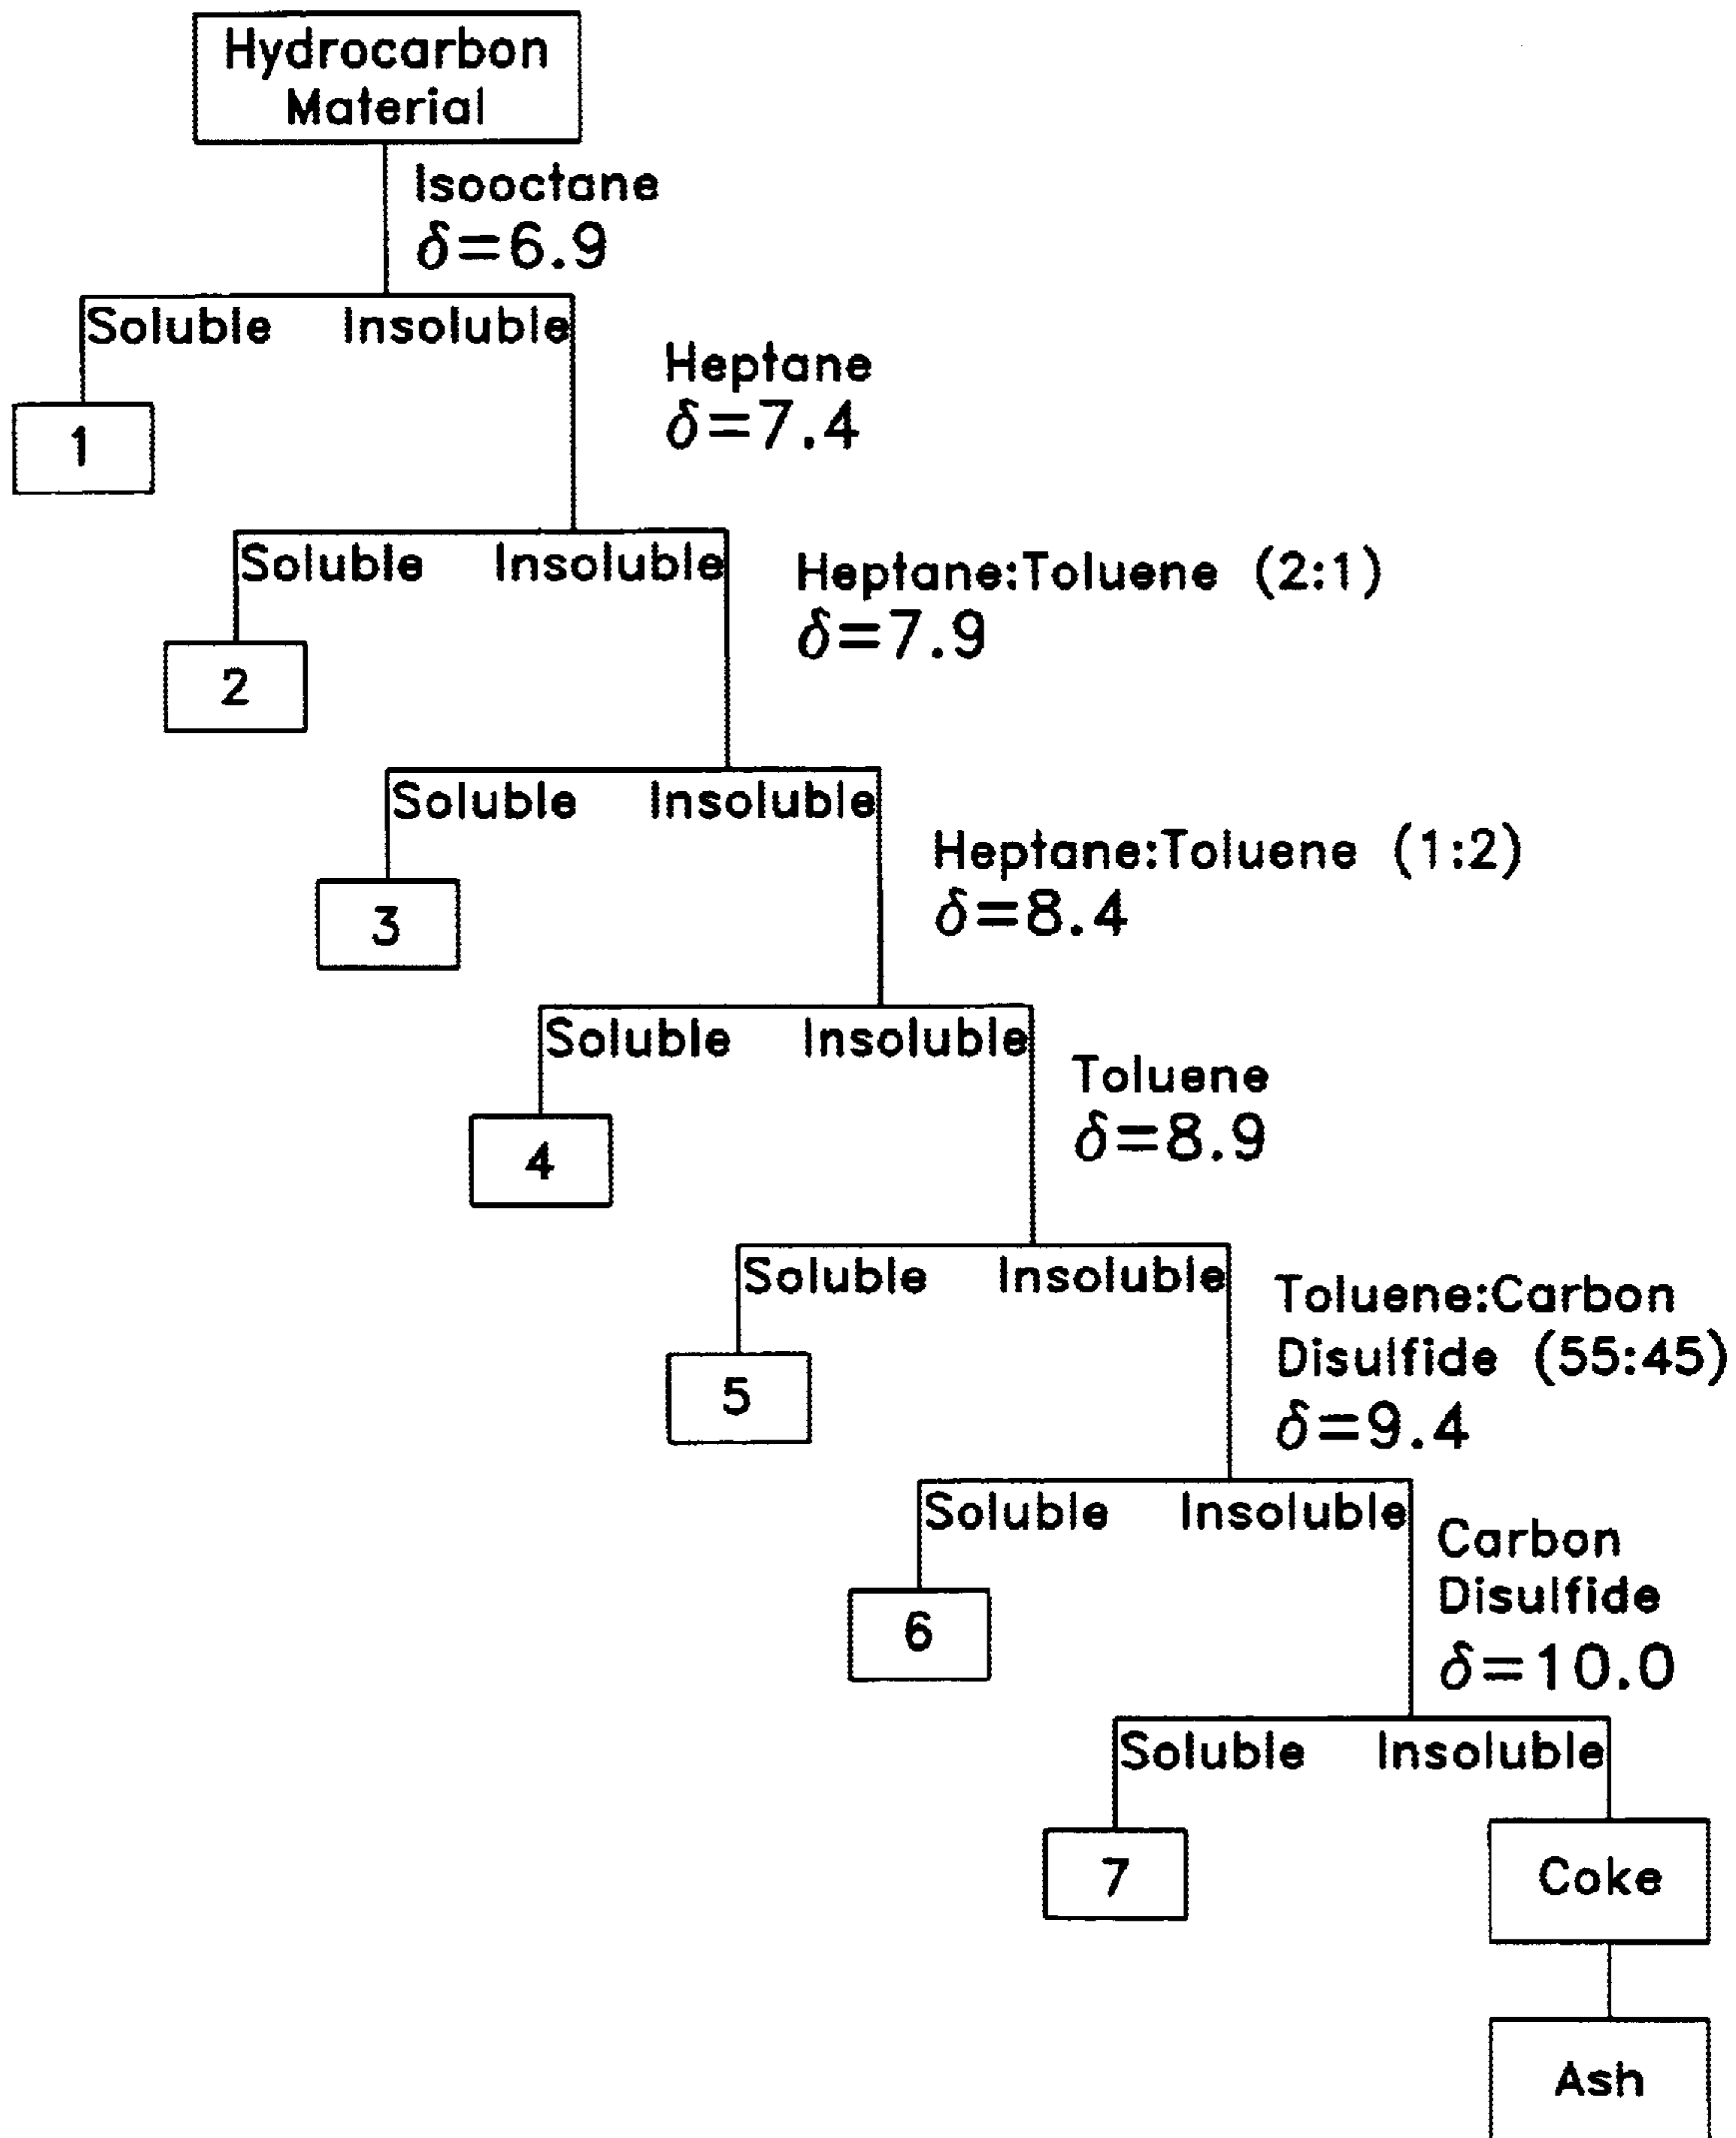 Hydrocarbon
Material
Isooctane
δ=6.9
Soluble Insoluble
Heptane
δ=7.4
1
Soluble Insoluble
Heptane:Toluene (2:1)
δ=7.9
2
Soluble Insoluble
Heptane:Toluene (1:2)
δ=8.4
3
Soluble Insoluble
Toluene
δ=8.9
4
Soluble Insoluble
Toluene:Carbon
Disulfide (55:45)
δ=9.4
5
Soluble Insoluble
Carbon
Disulfide
δ=10.0
6
Soluble Insoluble
7
Coke
Ash